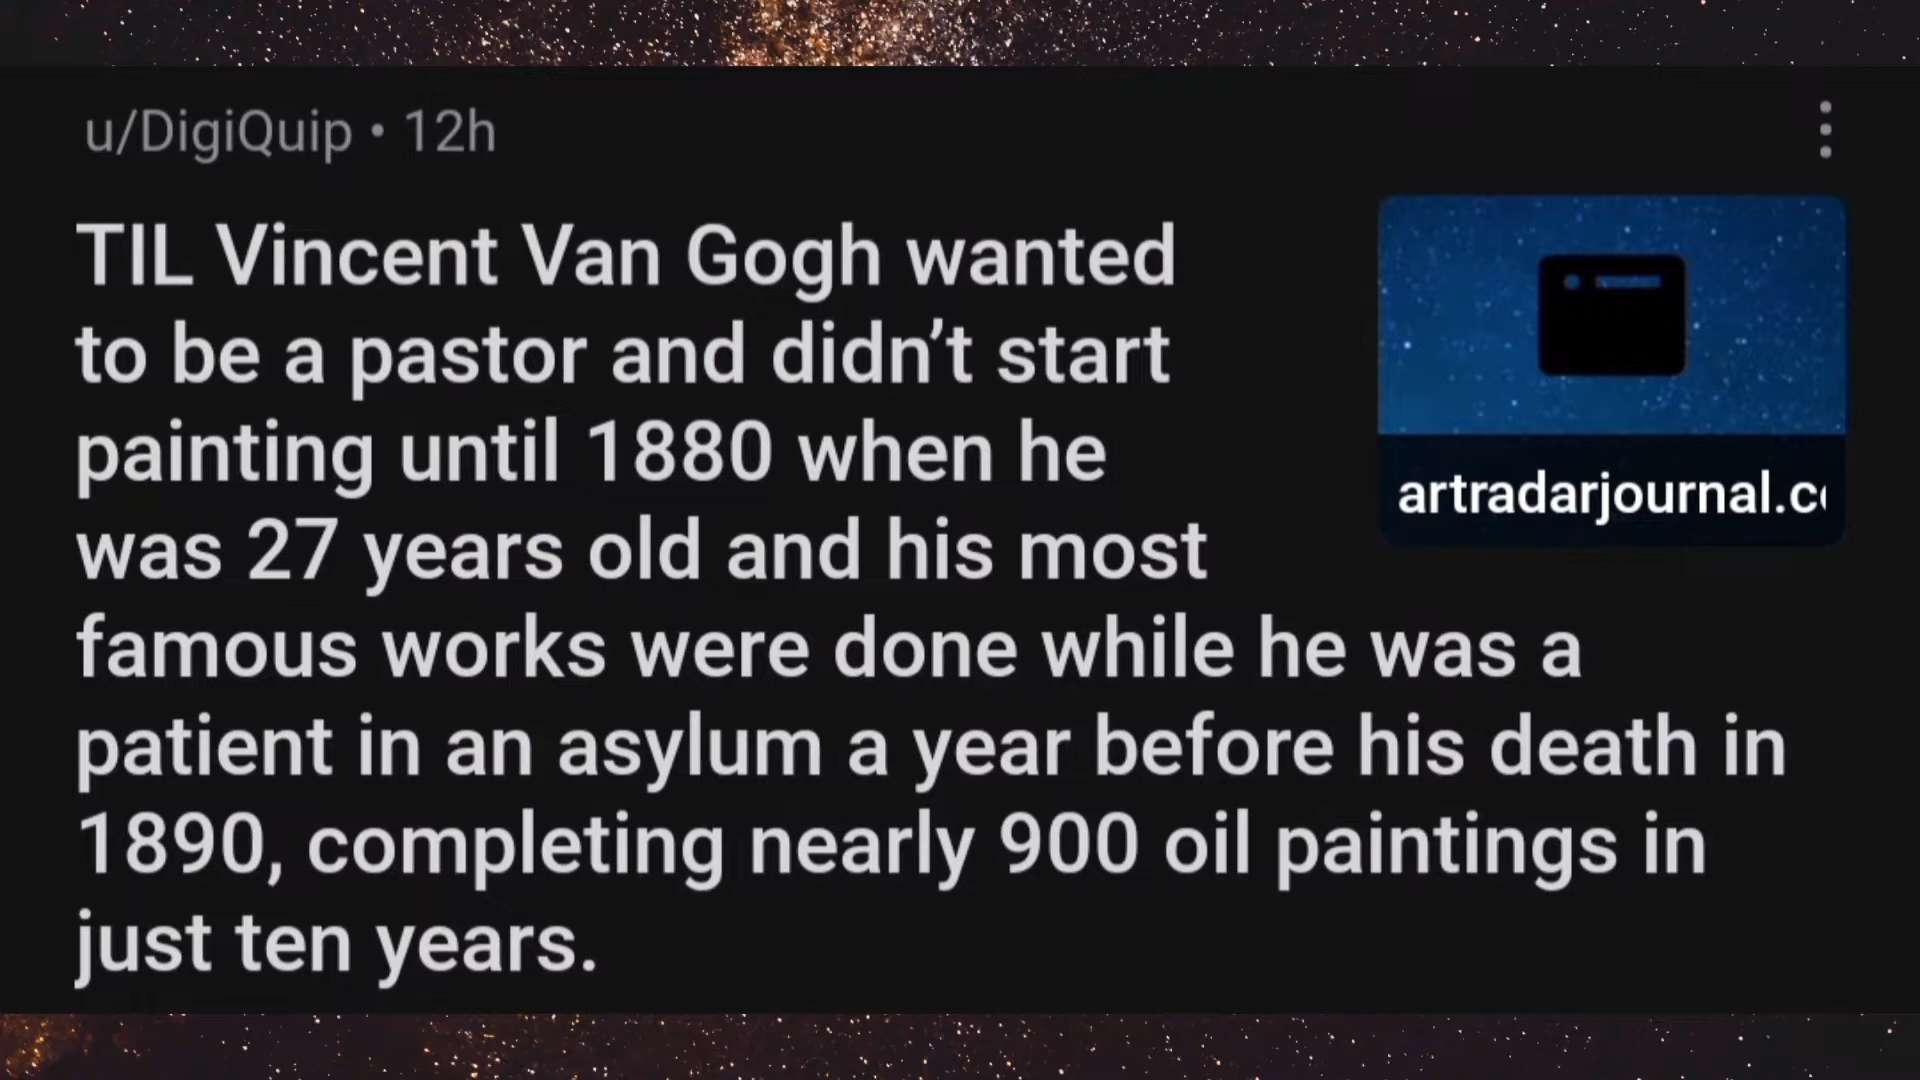 u/DigiQuip • 12h
TIL Vincent Van Gogh wanted
to be a pastor and didn’t start
painting until 1880 when he
was 27 years old and his most
famous works were done while he was a
patient in an asylum a year before his death in
1890, completing nearly 900 oil paintings in
just ten years.
artradarjournal.c